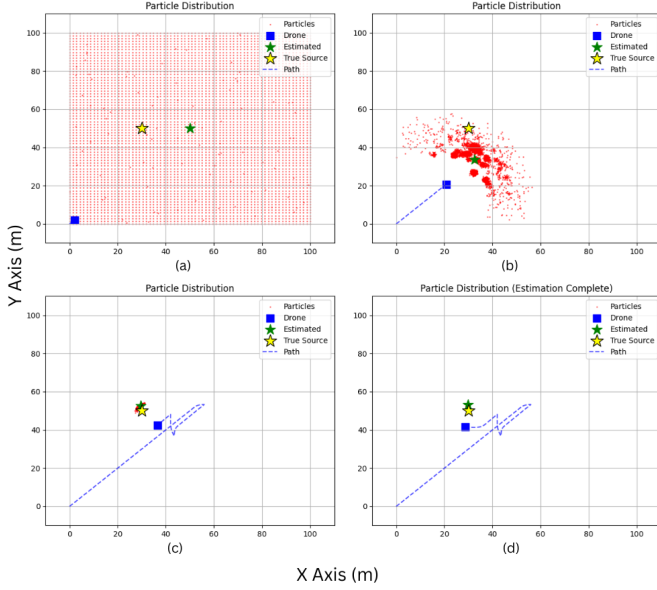 Particle Distribution
100
80
60
40
20
0
0 20 40 60 80 100
Particles
Drone
Estimated
True Source
Path
(a)
Particle Distribution
100
80
60
40
20
0
0 20 40 60 80 100
Particles
Drone
Estimated
True Source
Path
(b)
Y Axis (m)
Particle Distribution
100
80
60
40
20
0
0 20 40 60 80 100
Particles
Drone
Estimated
True Source
Path
(c)
Particle Distribution (Estimation Complete)
100
80
60
40
20
0
0 20 40 60 80 100
Particles
Drone
Estimated
True Source
Path
(d)
X Axis (m)